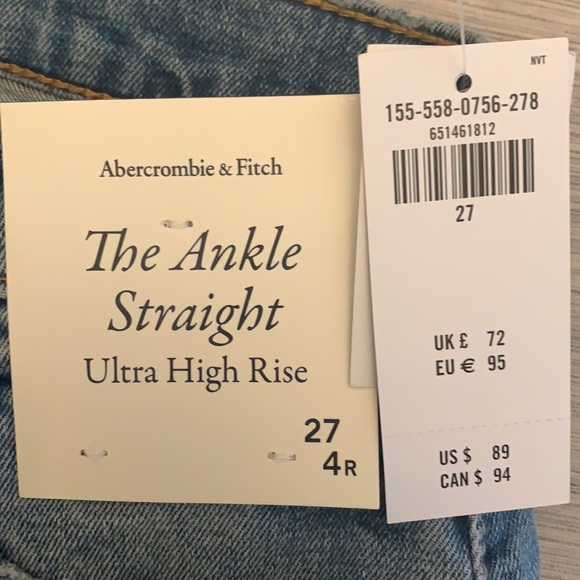 Abercrombie & Fitch
The Ankle
Straight
Ultra High Rise
27
4R
NVT
155-558-0756-278
651461812
27
UK £ 72
EU € 95
US $ 89
CAN $ 94